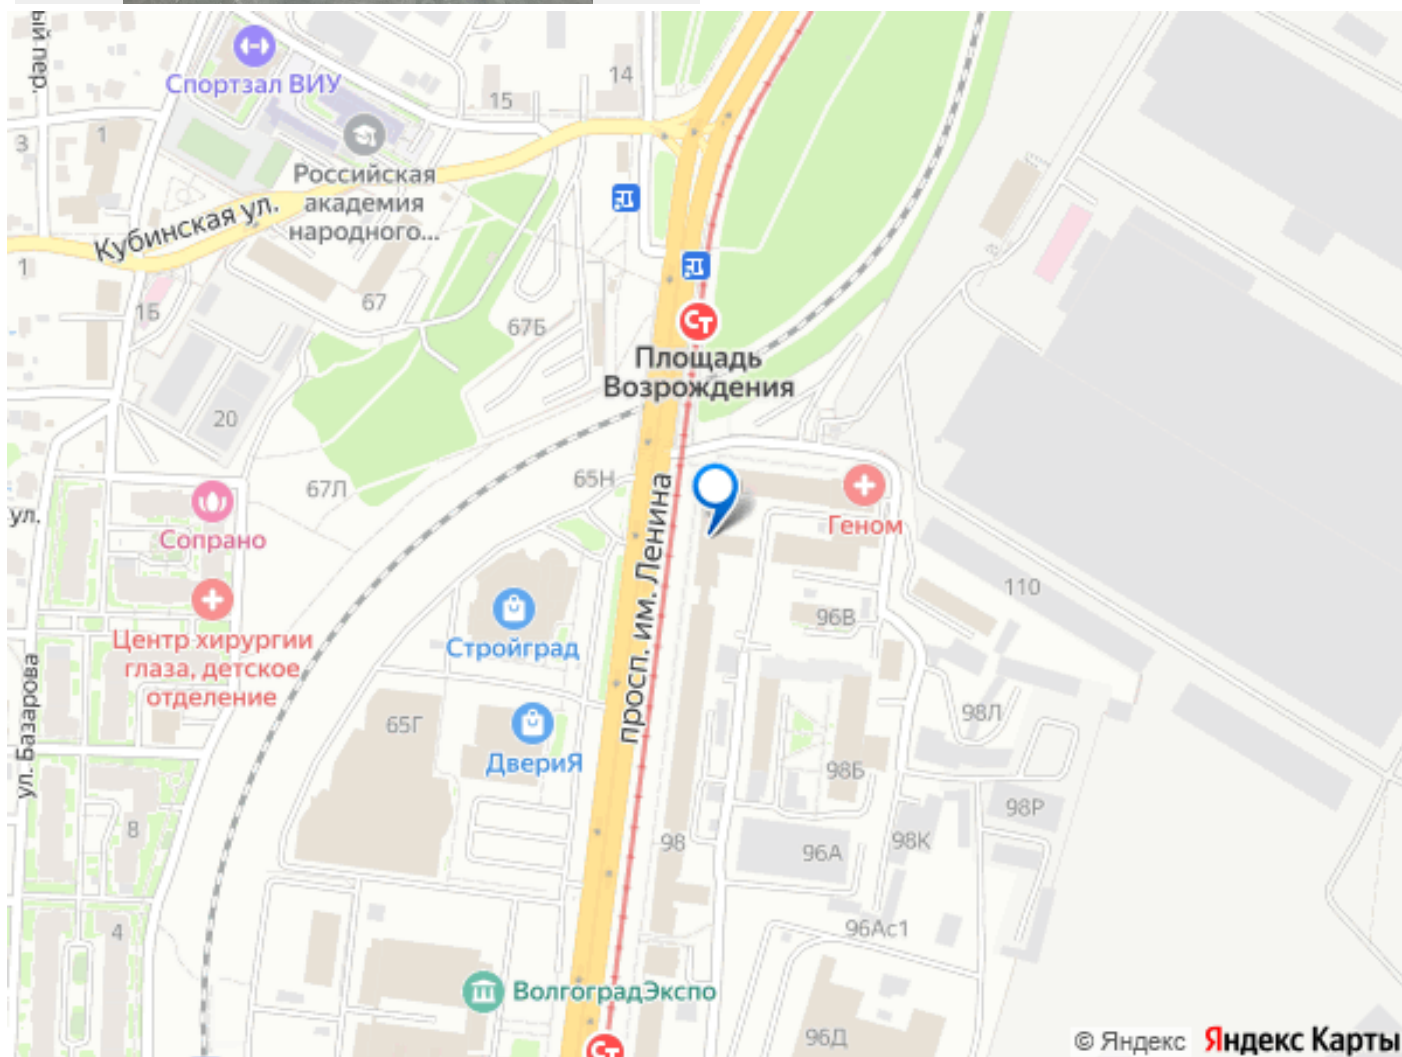 ый пер.
Спортзал ВИУ
14
15
3
1
Российская
академия
народного...
Кубинская ул.
1
1Б
67
67Б
Площадь
Возрождения
20
67Л
65Н
ул.
Сопрано
Геном
просп. им. Ленина
110
96В
Центр хирургии
глаза, детское
отделение
Стройград
ул. Базарова
65Г
ДвериЯ
98Л
98Б
98Р
8
98
96А
98К
4
96Ас1
ВолгоградЭкспо
96Д
© Яндекс Яндекс Карты